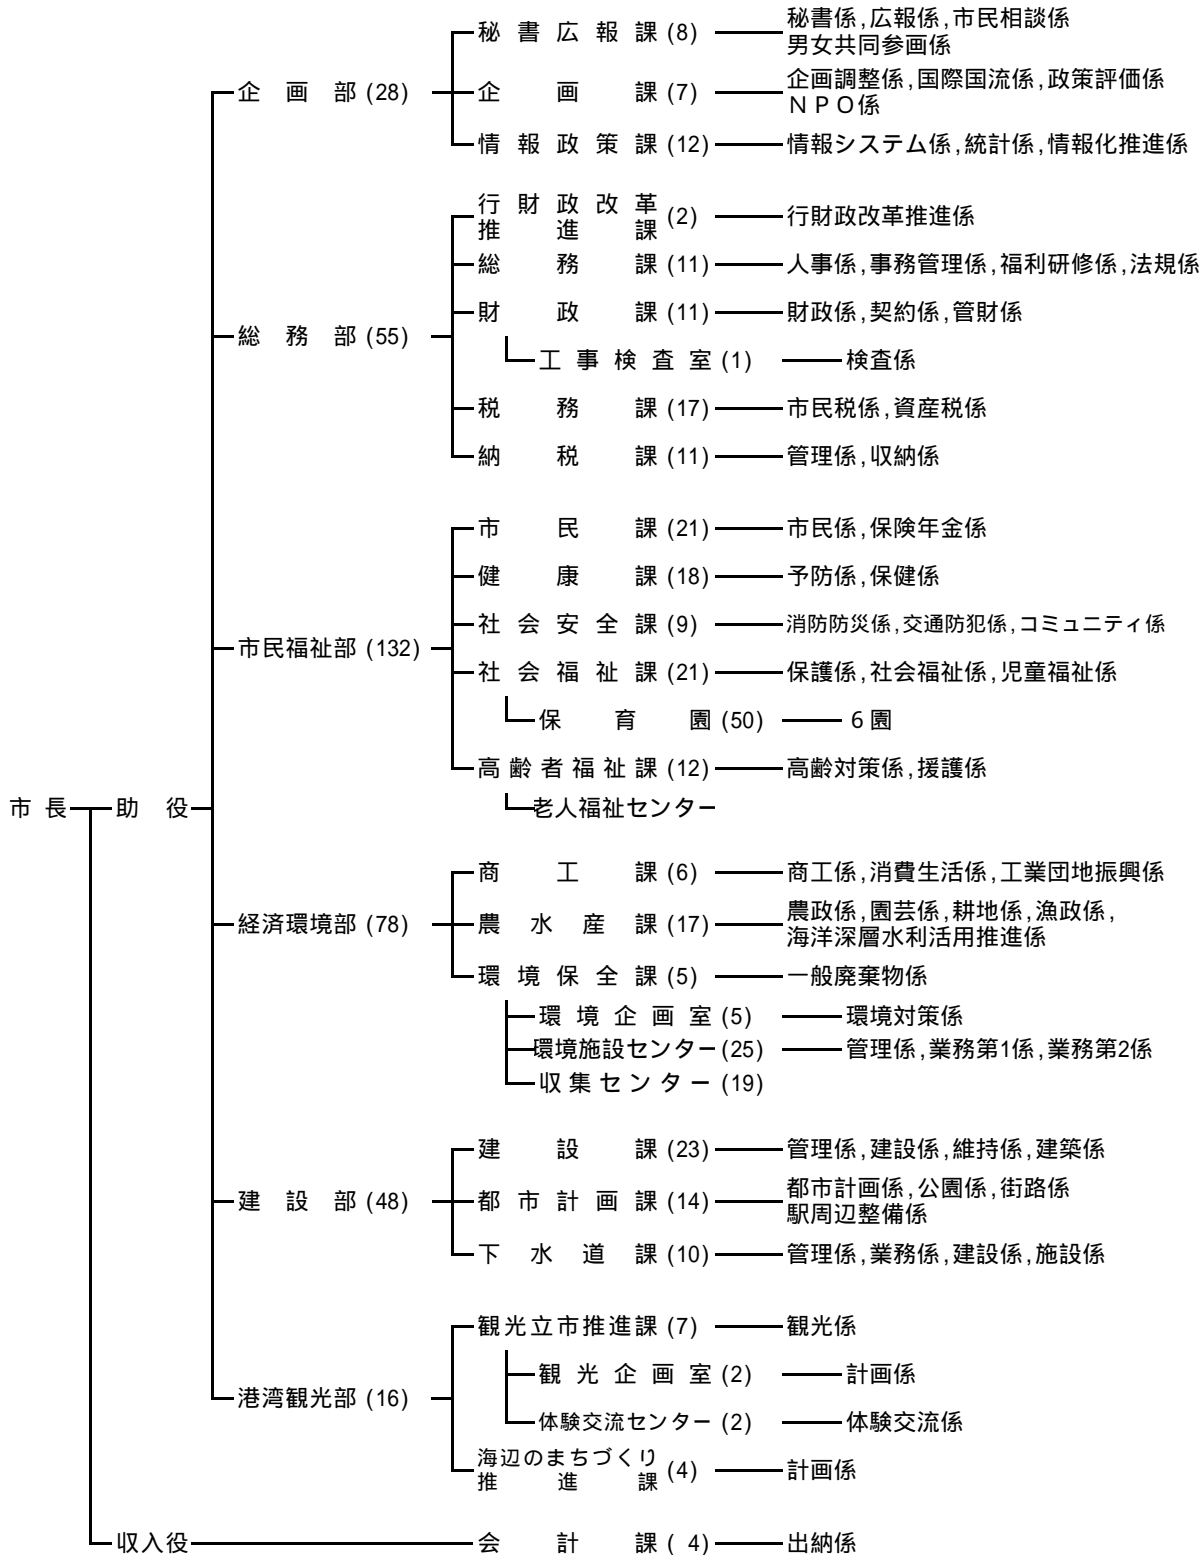 秘書広報課(8) 秘書係,広報係,市民相談係
男女共同参画係
企画部(28) 企画課(7) 企画調整係,国際国流係,政策評価係
NPO係
情報政策課(12) 情報システム係,統計係,情報化推進係
行財政改革
推進課(2) 行財政改革推進係
総務課(11) 人事係,事務管理係,福利研修係,法規係
財政課(11) 財政係,契約係,管財係
総務部(55)
工事検査室(1) 検査係
税務課(17) 市民税係,資産税係
納税課(11) 管理係,収納係
市民課(21) 市民係,保険年金係
健康課(18) 予防係,保健係
社会安全課(9) 消防防災係,交通防犯係,コミュニティ係
市民福祉部(132)
社会福祉課(21) 保護係,社会福祉係,児童福祉係
保育園(50) 6園
高齢者福祉課(12) 高齢対策係,援護係
市長 助役 老人福祉センター
商工課(6) 商工係,消費生活係,工業団地振興係
経済環境部(78) 農水産課(17) 農政係,園芸係,耕地係,漁政係,
海洋深層水利活用推進係
環境保全課(5) 一般廃棄物係
環境企画室(5) 環境対策係
環境施設センター(25) 管理係,業務第1係,業務第2係
収集センター(19)
建設課(23) 管理係,建設係,維持係,建築係
建設部(48) 都市計画課(14) 都市計画係,公園係,街路係
駅周辺整備係
下水道課(10) 管理係,業務係,建設係,施設係
観光立市推進課(7) 観光係
観光企画室(2) 計画係
港湾観光部(16)
体験交流センター(2) 体験交流係
海辺のまちづくり
推進課(4) 計画係
収入役 会計課( 4) 出納係